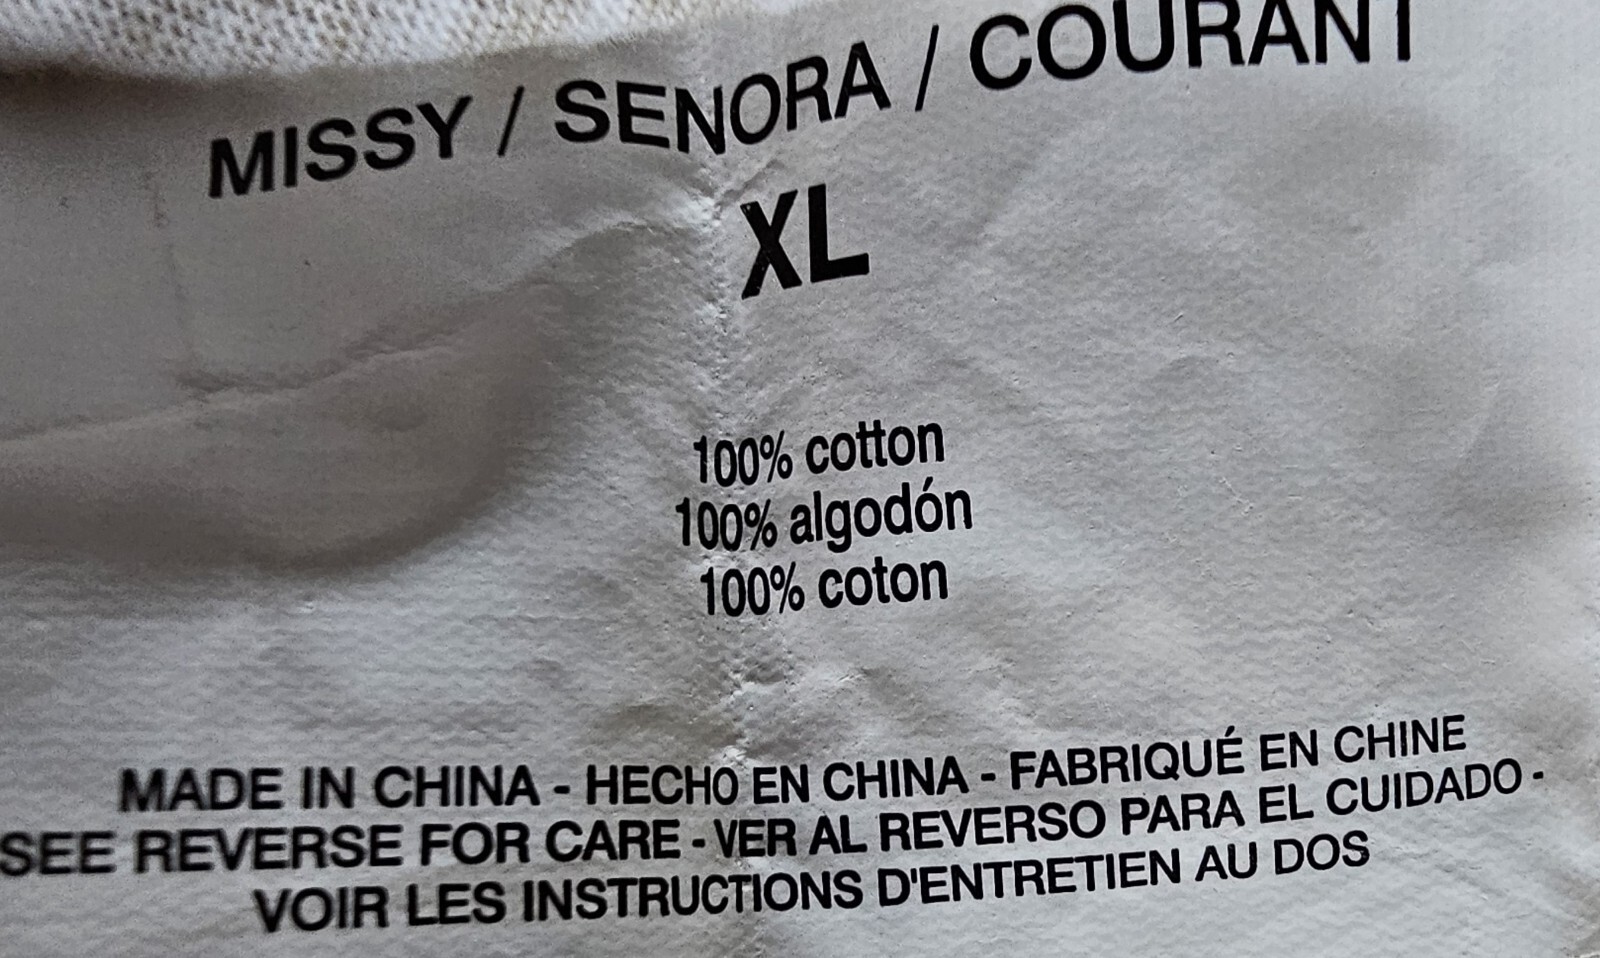 MISSY / SENORA / COURANT
XL
100% cotton
100% algodón
100% coton
MADE IN CHINA - HECHO EN CHINA - FABRIQUÉ EN CHINE
SEE REVERSE FOR CARE - VER AL REVERSO PARA EL CUIDADO -
VOIR LES INSTRUCTIONS D'ENTRETIEN AU DOS